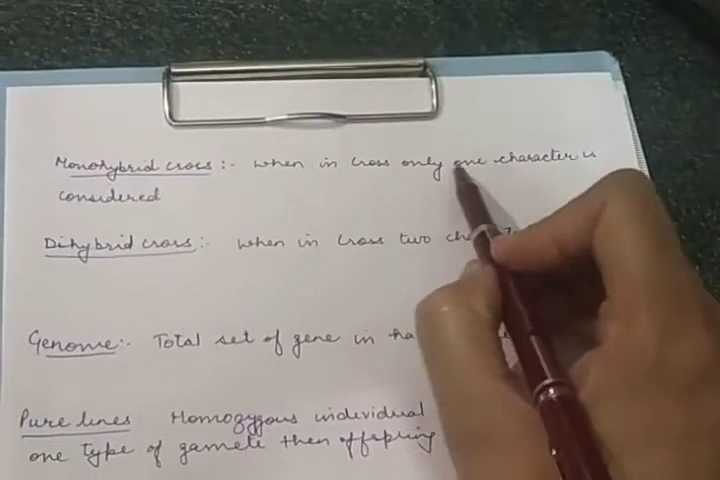 Monohybrid cross :- when in cross only one character is
considered
Dihybrid cross :- when in cross two
Genome :- Total set of gene in
Pure lines Homozygous individual
one type of gamete then offspring